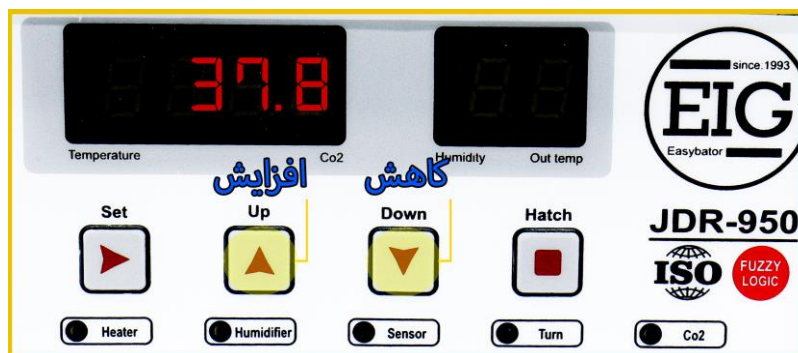 37.8
Temperature Co2
Humidity Out temp
since.1993
EIG
Easybator
افزایش
کاهش
Set Up Down Hatch
JDR-950
ISO
FUZZY
LOGIC
Heater Humidifier Sensor Turn Co2